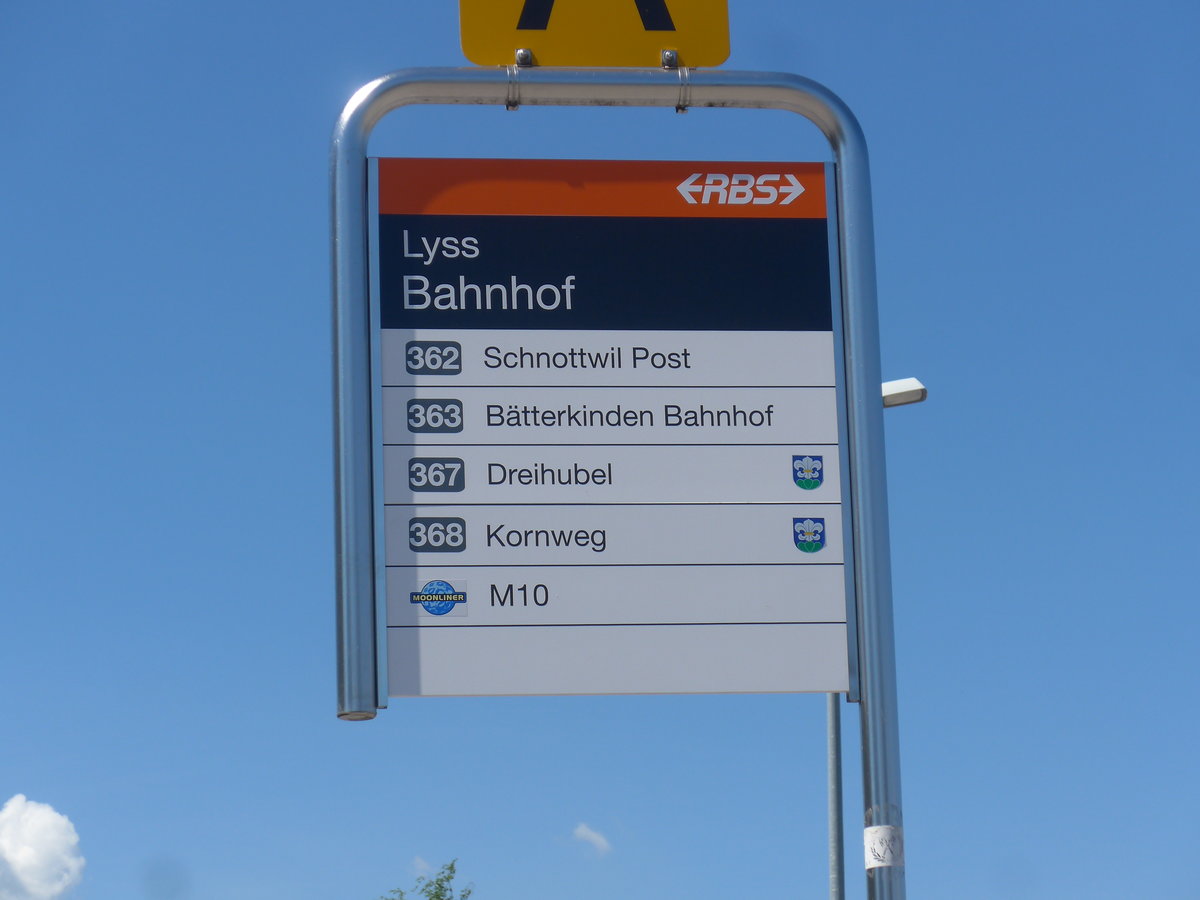 RBS
Lyss
Bahnhof
362 Schnottwil Post
363 Bätterkinden Bahnhof
367 Dreihubel
368 Kornweg
MOONLINER M10